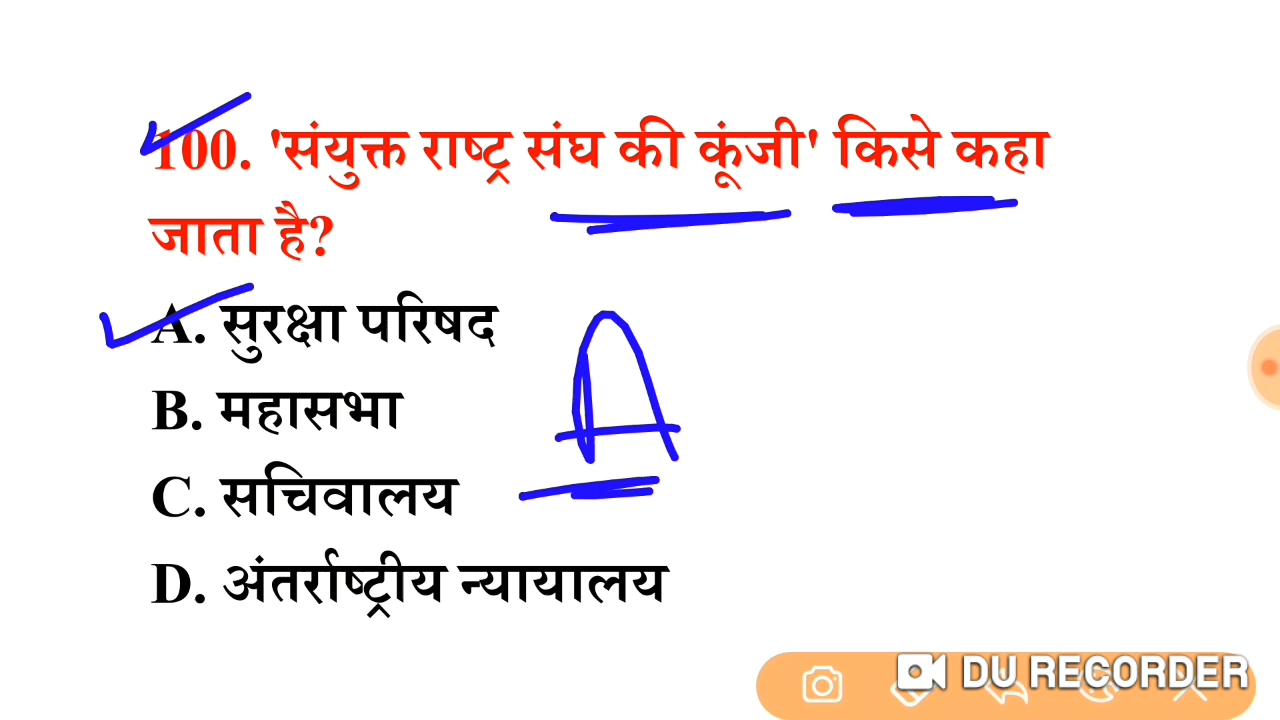 100. 'संयुक्त राष्ट्र संघ की कूंजी' किसे कहा
जाता है?
A. सुरक्षा परिषद
A
B. महासभा
C. सचिवालय
D. अंतर्राष्ट्रीय न्यायालय
DU RECORDER